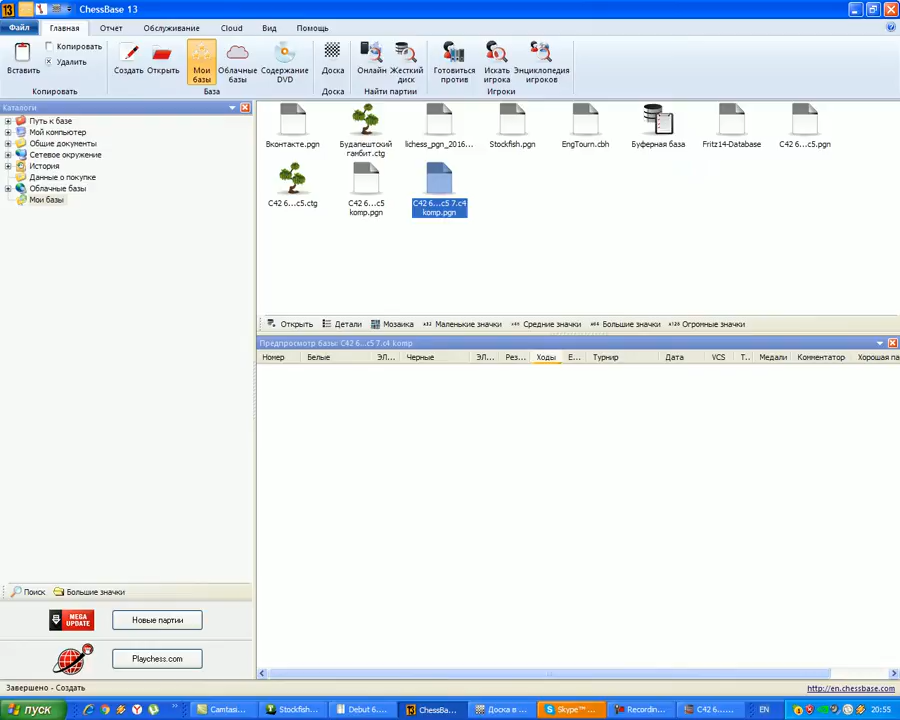 ChessBase 13
Файл Главная Отчет Обслуживание Cloud Вид Помощь
Вставить
Копировать
Удалить
Создать
Открыть
Мои базы
Облачные базы
Содержание DVD
Доска
Онлайн
Жесткий диск
Готовиться против
Искать игрока
Энциклопедия игроков
Копировать База Доска Найти партии Игроки
Каталоги
Путь к базе
Мой компьютер
Общие документы
Сетевое окружение
История
Данные о покупке
Облачные базы
Мои базы
Вконтакте.pgn
Будапештский гамбит.ctg
lichess_pgn_2016...
Stockfish.pgn
EngTourn.cbh
Буферная база
Fritz14-Database
C42 6...c5.pgn
C42 6...c5.ctg
C42 6...c5 komp.pgn
C42 6...c5 7.c4 komp.pgn
Открыть Детали Мозаика Маленькие значки Средние значки Большие значки Огромные значки
Предпросмотр базы: C42 6...c5 7.c4 komp
Номер Белые ЭЛ... Черные ЭЛ... Рез... Ходы Е... Турнир Дата VCS Т.. Медали Комментатор Хорошая па
Поиск Большие значки
MEGA UPDATE
Новые партии
Playchess.com
Завершено - Создать
http://en.chessbase.com
пуск
Camtasi...
Stockfish...
Debut 6....
ChessBa...
Доска в ...
Skype™ ...
Recordin...
C42 6....
EN
20:55